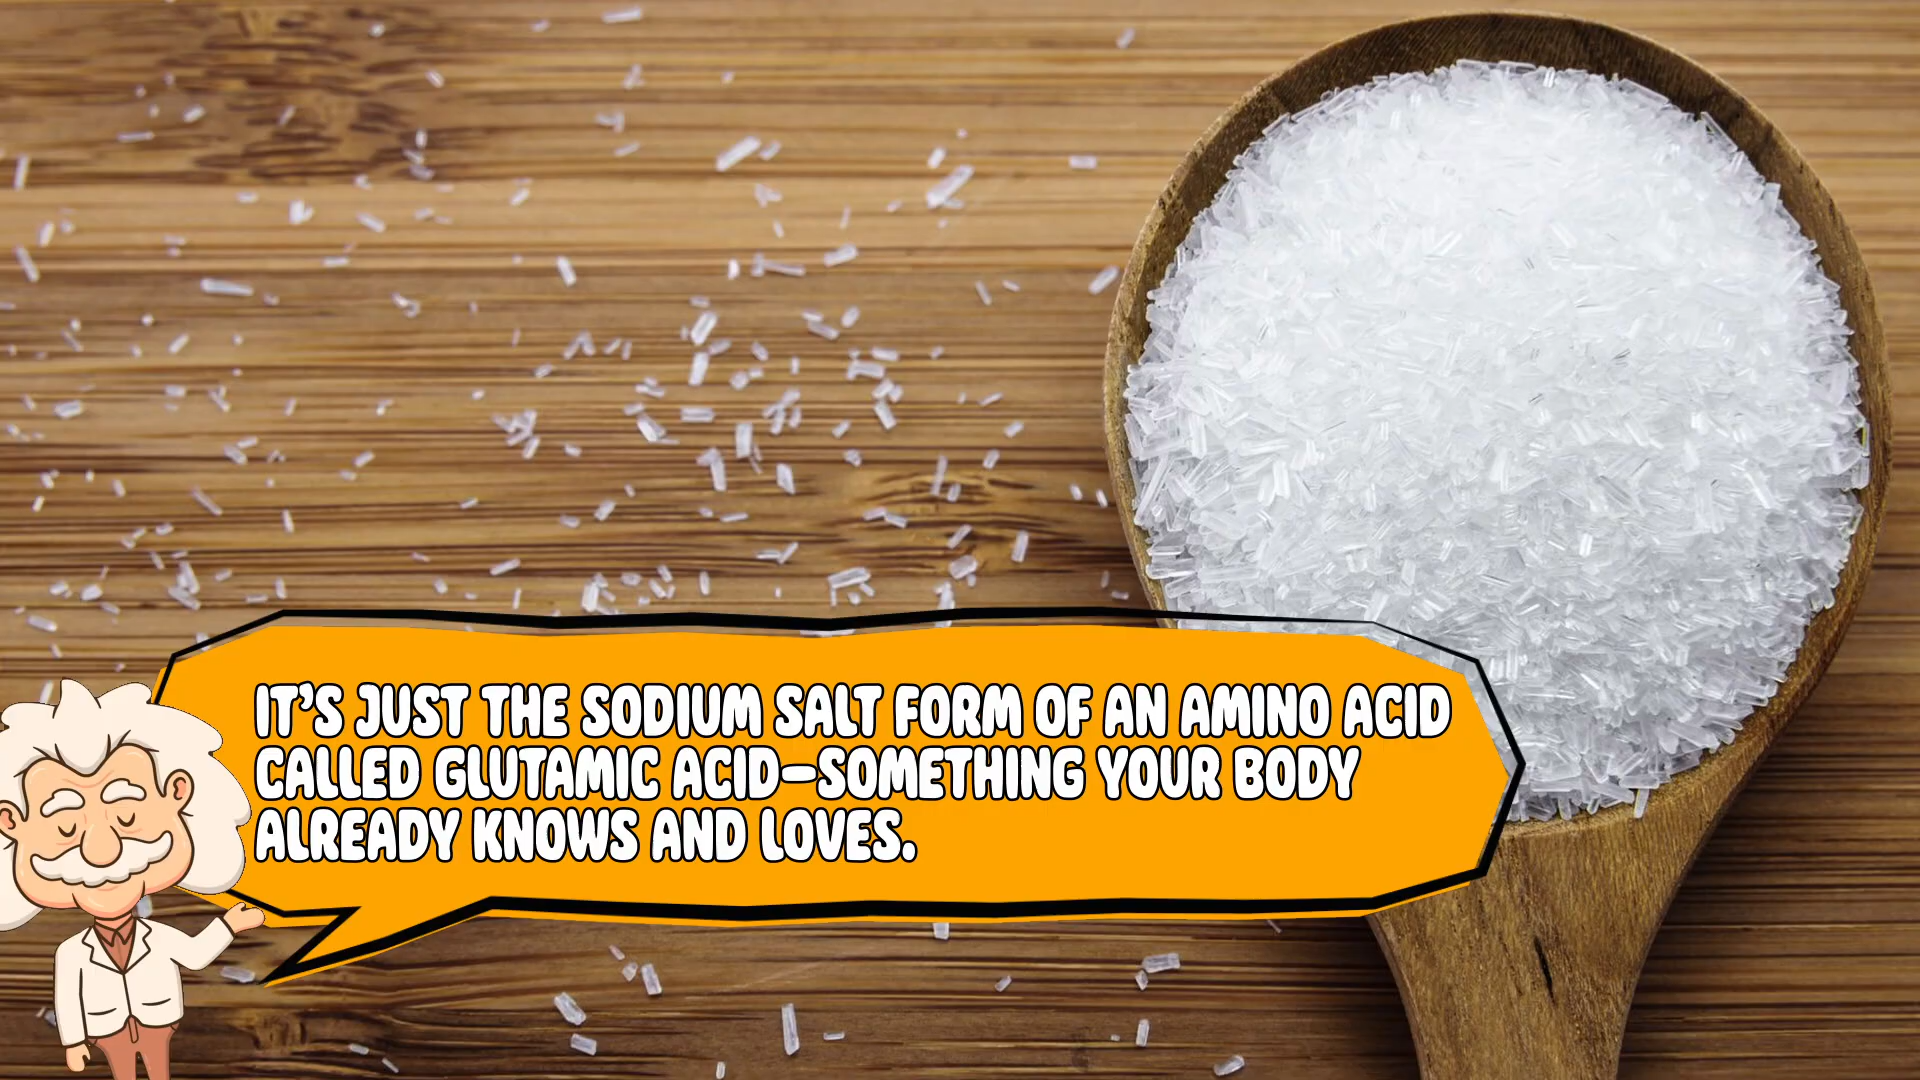 IT'S JUST THE SODIUM SALT FORM OF AN AMINO ACID
CALLED GLUTAMIC ACID–SOMETHING YOUR BODY
ALREADY KNOWS AND LOVES.